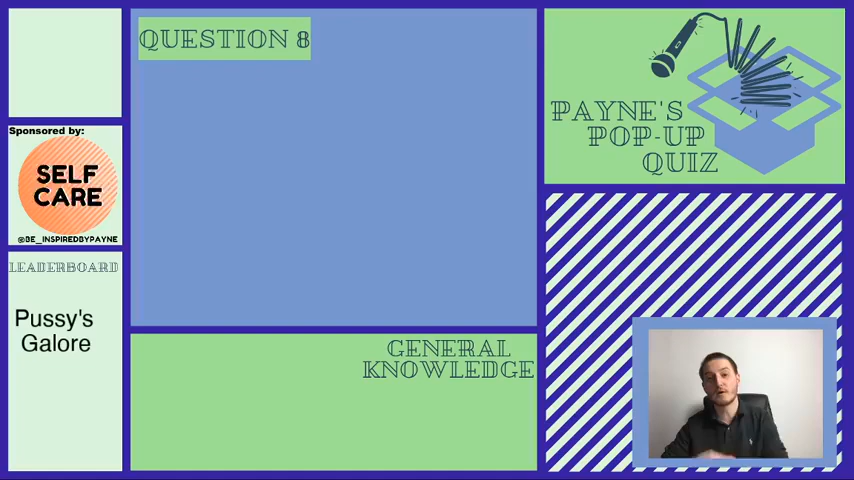 QUESTION 8
PAYNE'S
POP-UP
QUIZ
Sponsored by:
SELF
CARE
@BE_INSPIREDBYPAYNE
LEADERBOARD
Pussy's
Galore
GENERAL
KNOWLEDGE